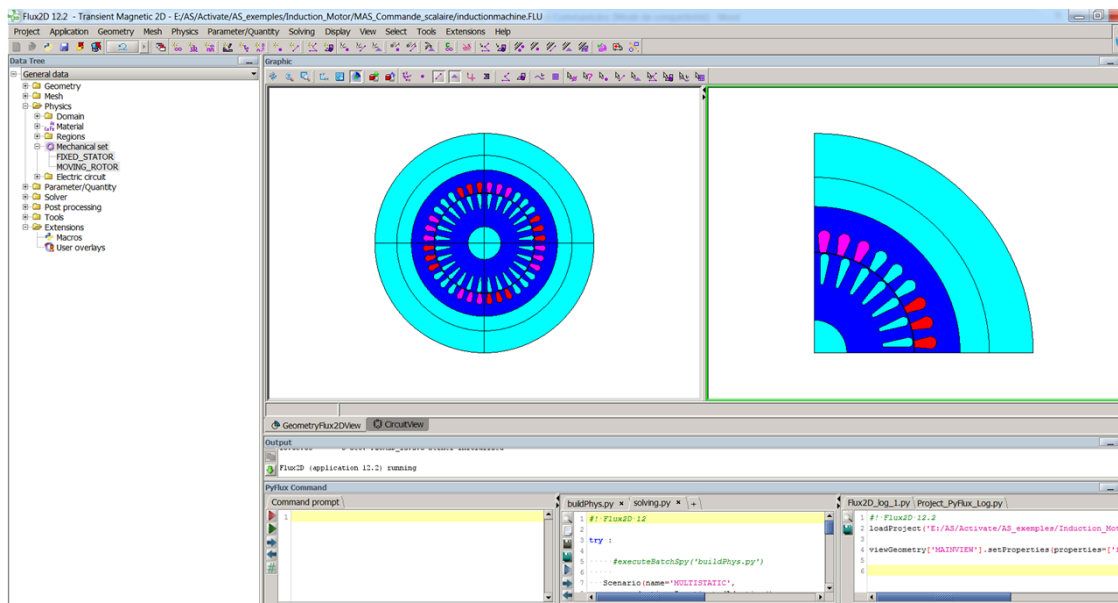 Flux2D 12.2 - Transient Magnetic 2D - E:/AS/Activate/AS_exemples/Induction_Motor/MAS_Commande_scalaire/inductionmachine.FLU
Project Application Geometry Mesh Physics Parameter/Quantity Solving Display View Select Tools Extensions Help
Data Tree
General data
Geometry
Mesh
Physics
Domain
Material
Regions
Mechanical set
FIXED_STATOR
MOVING_ROTOR
Electric circuit
Parameter/Quantity
Solver
Post processing
Tools
Extensions
Macros
User overlays
Graphic
GeometryFlux2DView CircuitView
Output
Flux2D (application 12.2) running
PyFlux Command
Command prompt
1
buildPhys.py × solving.py × +
1 #! Flux2D 12
2
3 try :
4
5 #executeBatchSpy('buildPhys.py')
6
7 Scenario(name='MULTISTATIC',
Flux2D_log_1.py Project_PyFlux_Log.py
1 #! Flux2D 12.2
2 loadProject('E:/AS/Activate/AS_exemples/Induction_Mot
3
4 viewGeometry['MAINVIEW'].setProperties(properties=['
5
6